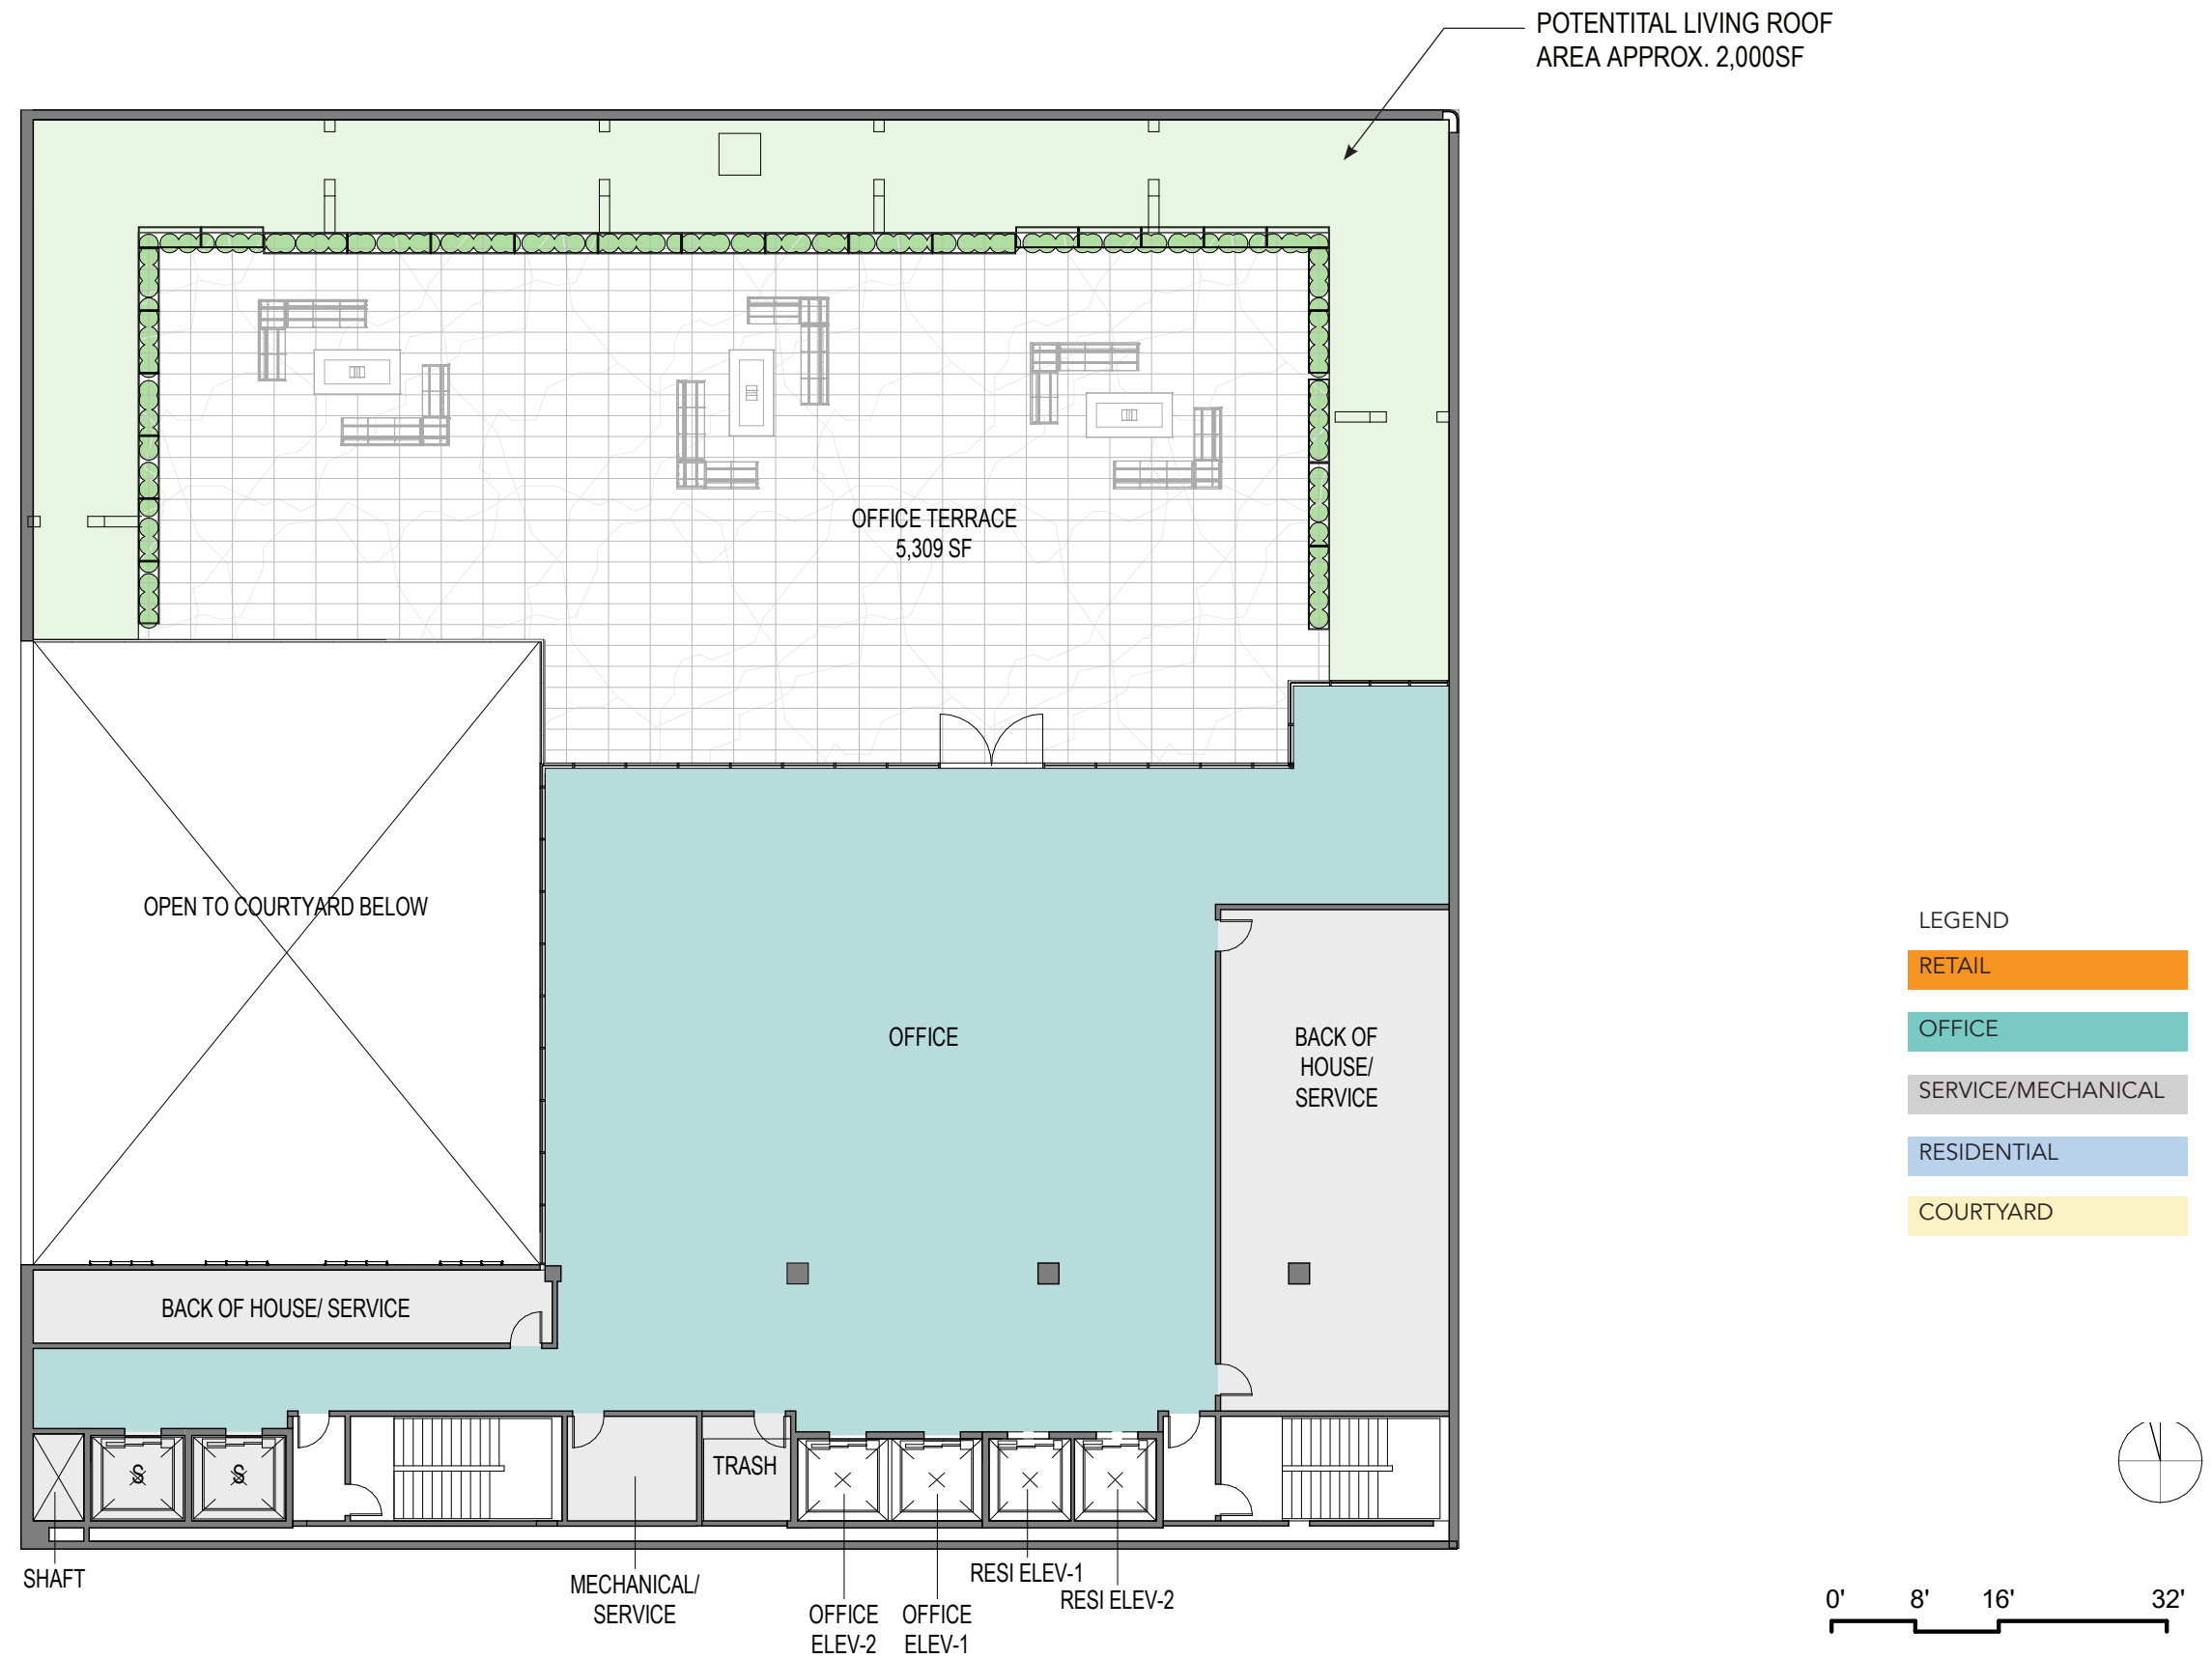 POTENTITAL LIVING ROOF
AREA APPROX. 2,000SF
OFFICE TERRACE
5,309 SF
OPEN TO COURTYARD BELOW
OFFICE
BACK OF
HOUSE/
SERVICE
BACK OF HOUSE/ SERVICE
S
S
TRASH
SHAFT
MECHANICAL/
SERVICE
OFFICE
ELEV-2
OFFICE
ELEV-1
RESI ELEV-1
RESI ELEV-2
LEGEND
RETAIL
OFFICE
SERVICE/MECHANICAL
RESIDENTIAL
COURTYARD
0' 8' 16' 32'